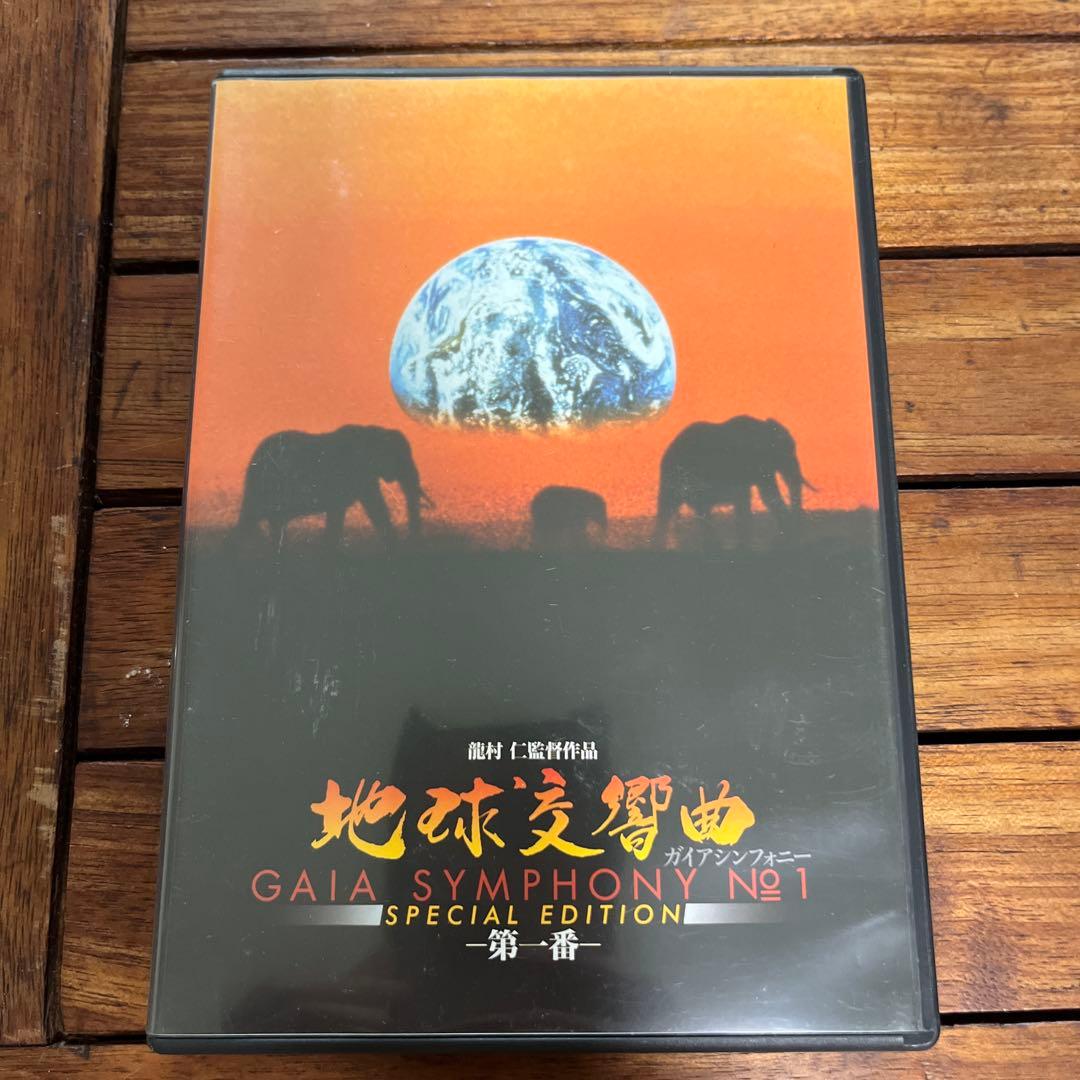 龍村 仁監督作品
地球交響曲
ガイアシンフォニー
GAIA SYMPHONY №1
SPECIAL EDITION
–第一番–